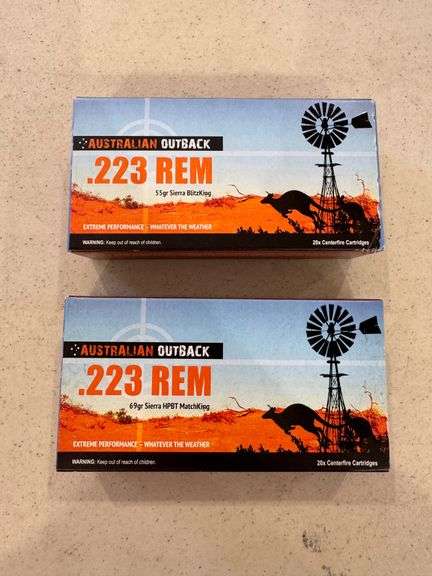 AUSTRALIAN OUTBACK
.223 REM
55gr Sierra BlitzKing
EXTREME PERFORMANCE – WHATEVER THE WEATHER
WARNING: Keep out of reach of children.
20x Centerfire Cartridges
AUSTRALIAN OUTBACK
.223 REM
69gr Sierra HPBT MatchKing
EXTREME PERFORMANCE – WHATEVER THE WEATHER
WARNING: Keep out of reach of children.
20x Centerfire Cartridges